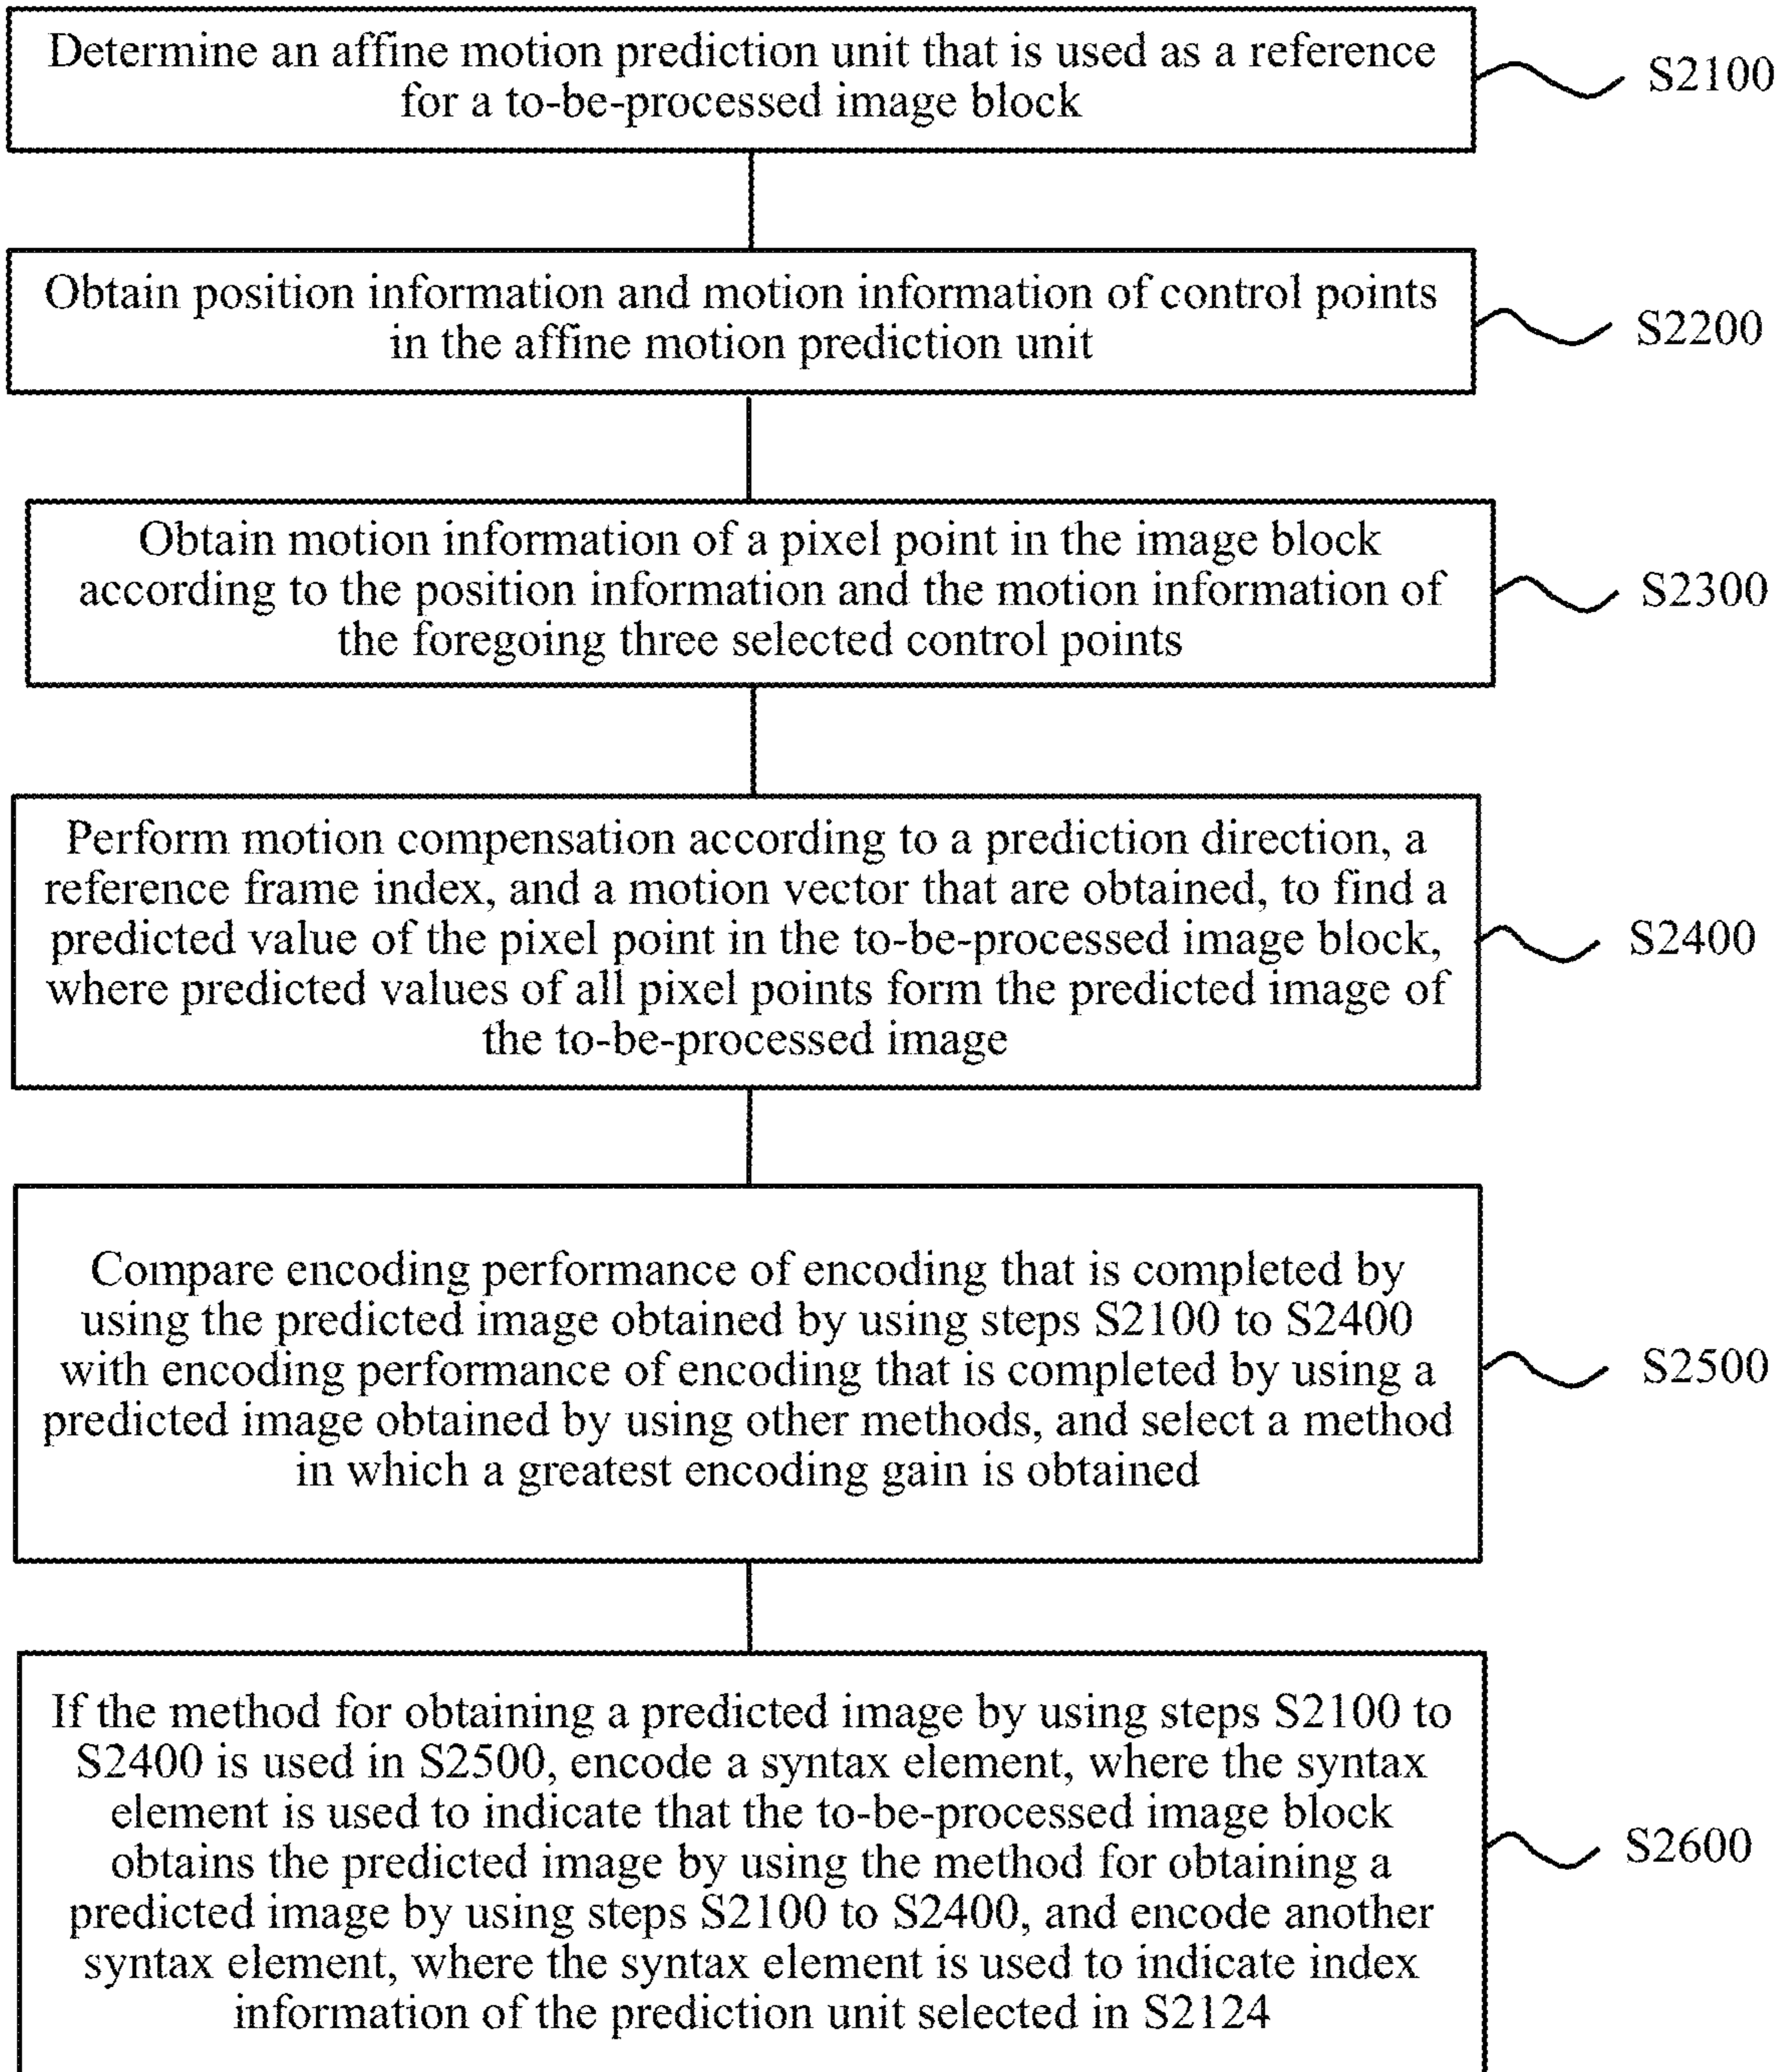 Determine an affine motion prediction unit that is used as a reference
for a to-be-processed image block
S2100
Obtain position information and motion information of control points
in the affine motion prediction unit
S2200
Obtain motion information of a pixel point in the image block
according to the position information and the motion information of
the foregoing three selected control points
S2300
Perform motion compensation according to a prediction direction, a
reference frame index, and a motion vector that are obtained, to find a
predicted value of the pixel point in the to-be-processed image block,
where predicted values of all pixel points form the predicted image of
the to-be-processed image
S2400
Compare encoding performance of encoding that is completed by
using the predicted image obtained by using steps S2100 to S2400
with encoding performance of encoding that is completed by using a
predicted image obtained by using other methods, and select a method
in which a greatest encoding gain is obtained
S2500
If the method for obtaining a predicted image by using steps S2100 to
S2400 is used in S2500, encode a syntax element, where the syntax
element is used to indicate that the to-be-processed image block
obtains the predicted image by using the method for obtaining a
predicted image by using steps S2100 to S2400, and encode another
syntax element, where the syntax element is used to indicate index
information of the prediction unit selected in S2124
S2600